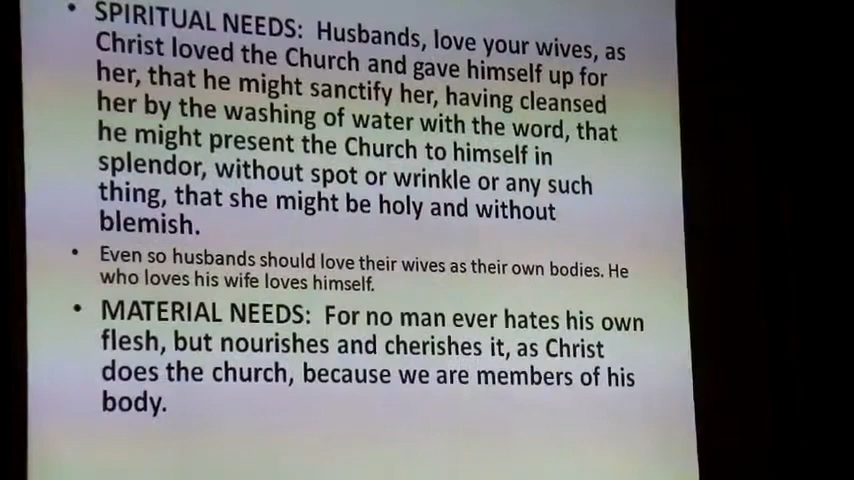 • SPIRITUAL NEEDS: Husbands, love your wives, as
Christ loved the Church and gave himself up for
her, that he might sanctify her, having cleansed
her by the washing of water with the word, that
he might present the Church to himself in
splendor, without spot or wrinkle or any such
thing, that she might be holy and without
blemish.
• Even so husbands should love their wives as their own bodies. He
who loves his wife loves himself.
• MATERIAL NEEDS: For no man ever hates his own
flesh, but nourishes and cherishes it, as Christ
does the church, because we are members of his
body.